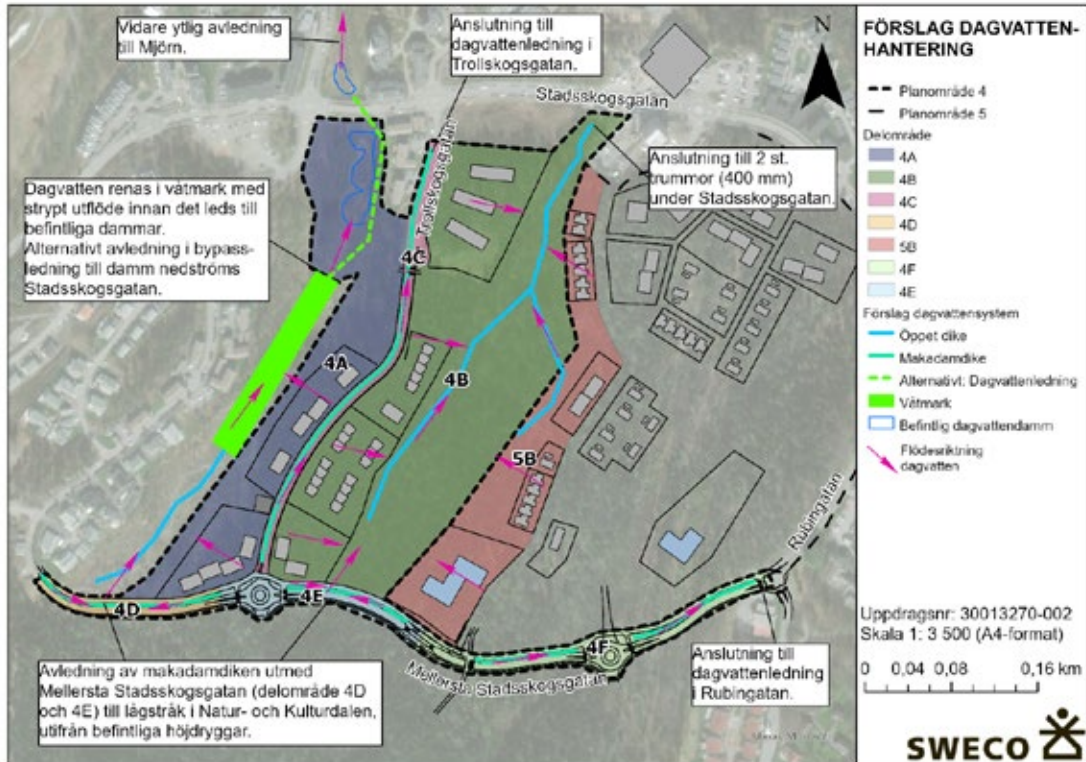 Vidare ytlig avledning
till Mjörn.
Anslutning till
dagvattenledning i
Trollskogsgatan.
N
Stadsskogsgatan
Trollskogsgatan
Anslutning till 2 st.
trummor (400 mm)
under Stadsskogsgatan.
Dagvatten renas i våtmark med
strypt utflöde innan det leds till
befintliga dammar.
Alternativt avledning i bypass-
ledning till damm nedströms
Stadsskogsgatan.
4C
4A
4B
5B
4D
4E
4F
Rubingatan
Mellersta Stadsskogsgatan
Avledning av makadamdiken utmed
Mellersta Stadsskogsgatan (delområde 4D
och 4E) till lågstråk i Natur- och Kulturdalen,
utifrån befintliga höjdryggar.
Anslutning till
dagvattenledning
i Rubingatan.
FÖRSLAG DAGVATTEN-
HANTERING
Planområde 4
Planområde 5
Delområde
4A
4B
4C
4D
5B
4F
4E
Förslag dagvattensystem
Öppet dike
Makadamdike
Alternativt: Dagvattenledning
Våtmark
Befintlig dagvattendamm
Flödesriktning
dagvatten
Uppdragsnr: 30013270-002
Skala 1: 3 500 (A4-format)
0 0,04 0,08 0,16 km
SWECO